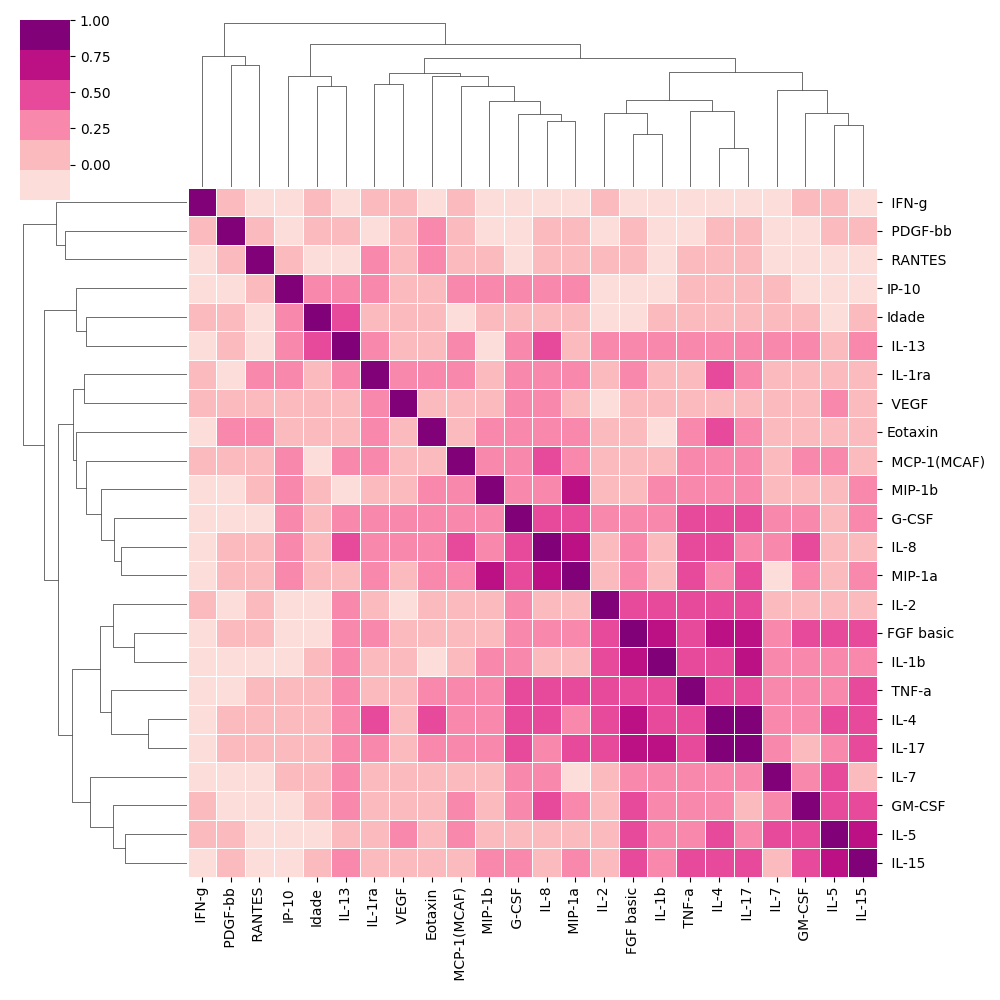 1.00
0.75
0.50
0.25
0.00
IFN-g
PDGF-bb
RANTES
IP-10
Idade
IL-13
IL-1ra
VEGF
Eotaxin
MCP-1(MCAF)
MIP-1b
G-CSF
IL-8
MIP-1a
IL-2
FGF basic
IL-1b
TNF-a
IL-4
IL-17
IL-7
GM-CSF
IL-5
IL-15
IFN-g
PDGF-bb
RANTES
IP-10
Idade
IL-13
IL-1ra
VEGF
Eotaxin
MCP-1(MCAF)
MIP-1b
G-CSF
IL-8
MIP-1a
IL-2
FGF basic
IL-1b
TNF-a
IL-4
IL-17
IL-7
GM-CSF
IL-5
IL-15